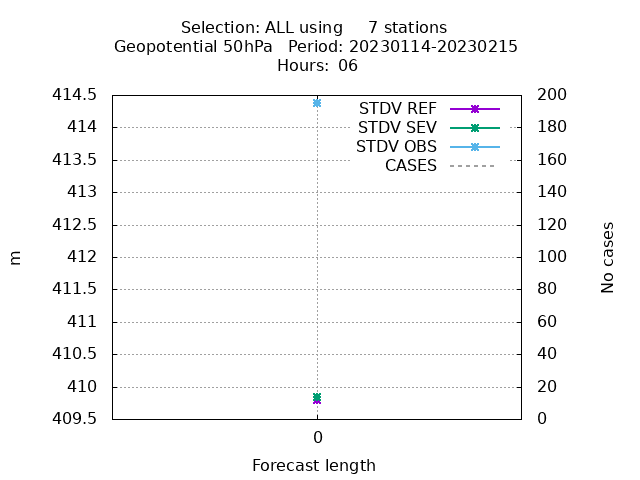 Selection: ALL using     7 stations
Geopotential 50hPa   Period: 20230114-20230215
Hours: 06
414.5
414
413.5
413
412.5
412
411.5
411
410.5
410
409.5
m
STDV REF
STDV SEV
STDV OBS
CASES
200
180
160
140
120
100
80
60
40
20
0
No cases
0
Forecast length